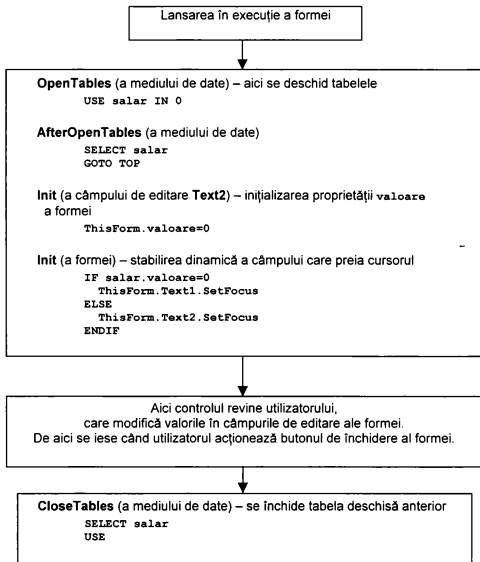 Lansarea în execuție a formei
OpenTables (a mediului de date) – aici se deschid tabelele
USE salar IN 0
AfterOpenTables (a mediului de date)
SELECT salar
GOTO TOP
Init (a câmpului de editare Text2) – inițializarea proprietății valoare
a formei
ThisForm.valoare=0
Init (a formei) – stabilirea dinamică a câmpului care preia cursorul
IF salar.valoare=0
ThisForm.Text1.SetFocus
ELSE
ThisForm.Text2.SetFocus
ENDIF
Aici controlul revine utilizatorului,
care modifică valorile în câmpurile de editare ale formei.
De aici se iese când utilizatorul acționează butonul de închidere al formei.
CloseTables (a mediului de date) – se închide tabela deschisă anterior
SELECT salar
USE